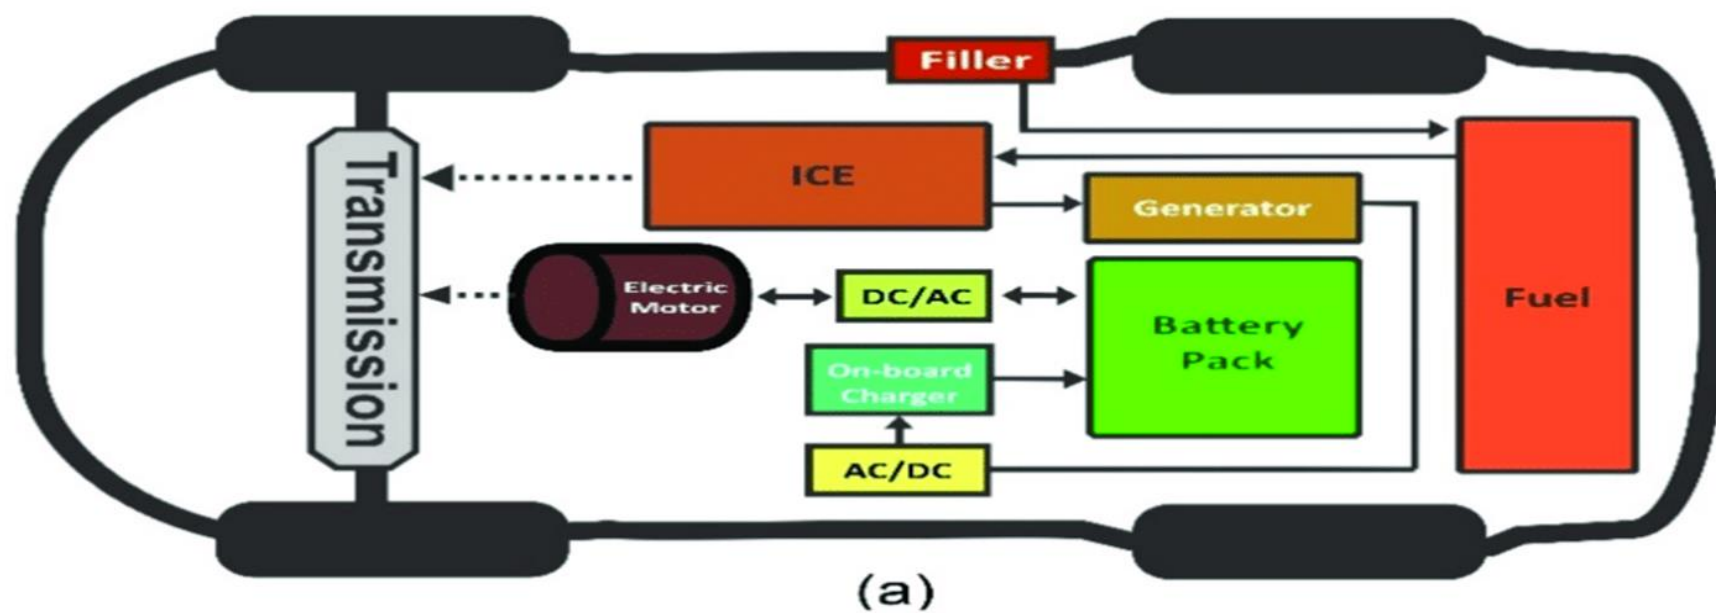 Filler
ICE
Transmission
Generator
Electric
Motor
DC/AC
Battery
Pack
Fuel
On-board
Charger
AC/DC
(a)